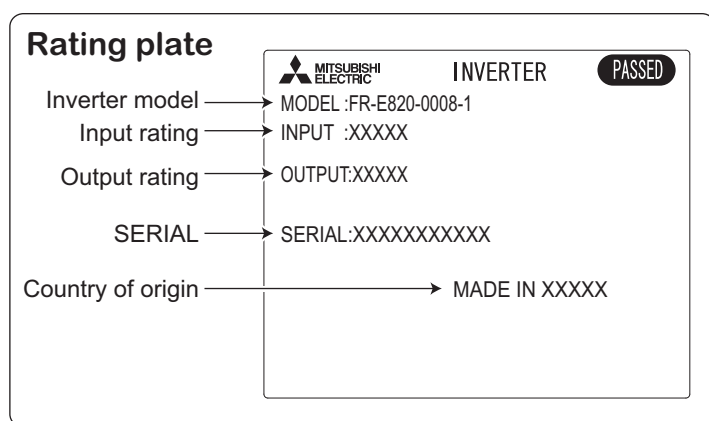 Rating plate
MITSUBISHI
ELECTRIC
INVERTER
PASSED
Inverter model
MODEL :FR-E820-0008-1
Input rating
INPUT :XXXXX
Output rating
OUTPUT:XXXXX
SERIAL
SERIAL:XXXXXXXXXXX
Country of origin
MADE IN XXXXX